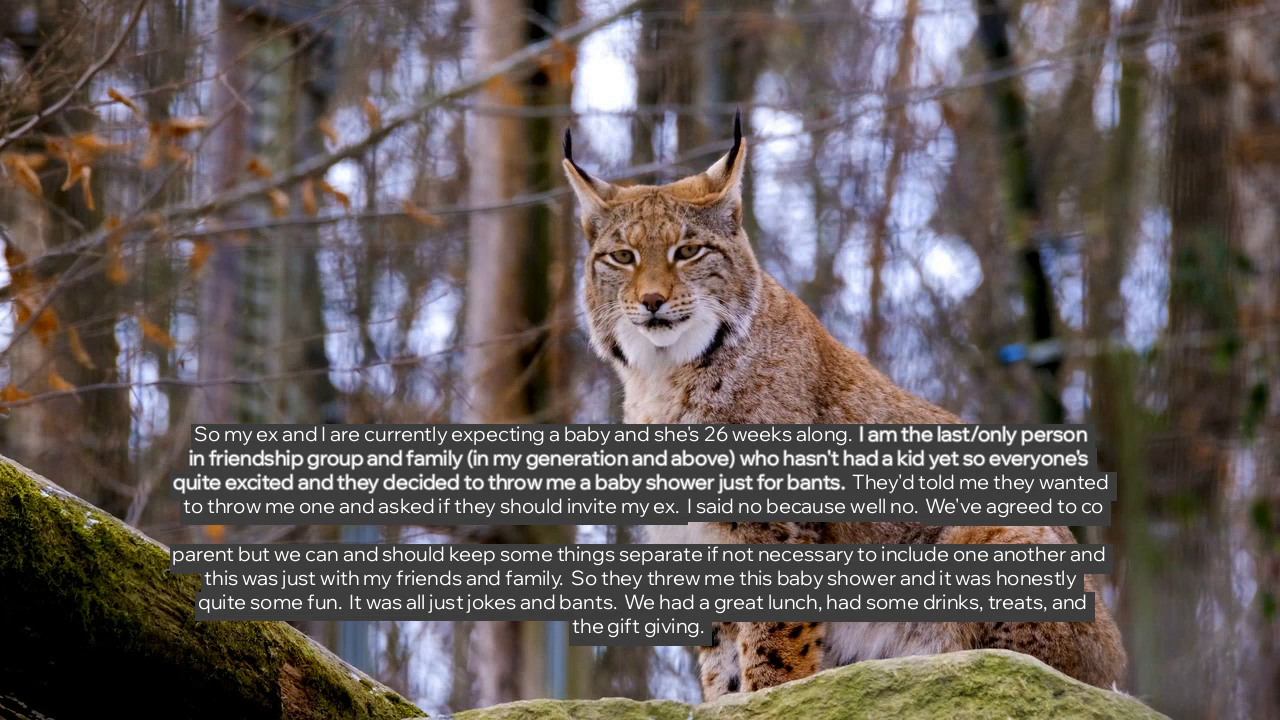 So my ex and I are currently expecting a baby and she's 26 weeks along. I am the last/only person
in friendship group and family (in my generation and above) who hasn't had a kid yet so everyone's
quite excited and they decided to throw me a baby shower just for bants. They'd told me they wanted
to throw me one and asked if they should invite my ex. I said no because well no. We've agreed to co
parent but we can and should keep some things separate if not necessary to include one another and
this was just with my friends and family. So they threw me this baby shower and it was honestly
quite some fun. It was all just jokes and bants. We had a great lunch, had some drinks, treats, and
the gift giving.